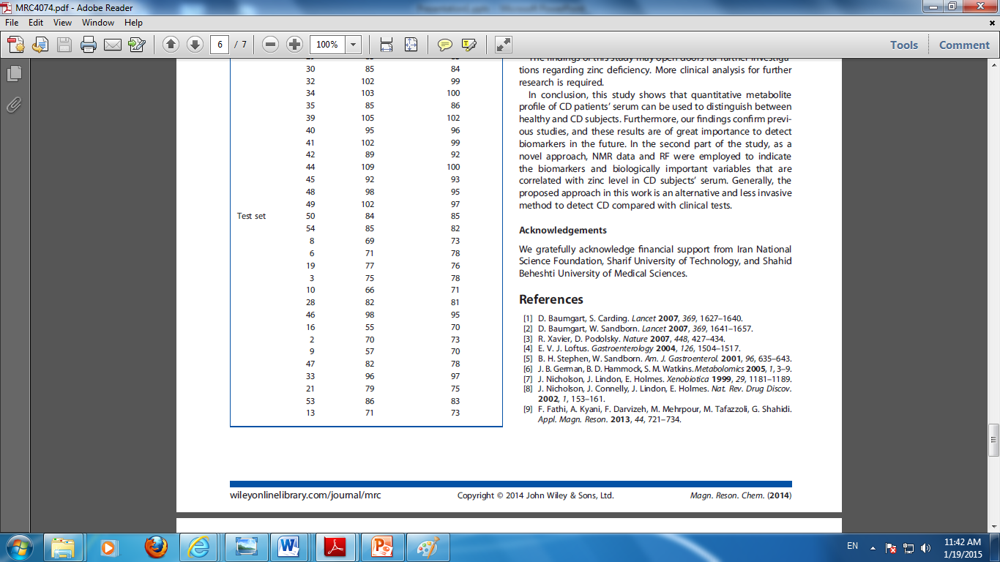 MRC4074.pdf - Adobe Reader
File Edit View Window Help
6 / 7 100% Tools Comment
30 85 84
32 102 99
34 103 100
35 85 86
39 105 102
40 95 96
41 102 99
42 89 92
44 109 100
45 92 93
48 98 95
49 102 97
Test set 50 84 85
54 85 82
8 69 73
6 71 78
19 77 76
3 75 78
10 66 71
28 82 81
46 98 95
16 55 70
2 70 73
9 57 70
47 82 78
33 96 97
21 79 75
53 86 83
13 71 73
The findings of this study may open doors for further investiga-
tions regarding zinc deficiency. More clinical analysis for further
research is required.
In conclusion, this study shows that quantitative metabolite
profile of CD patients' serum can be used to distinguish between
healthy and CD subjects. Furthermore, our findings confirm previ-
ous studies, and these results are of great importance to detect
biomarkers in the future. In the second part of the study, as a
novel approach, NMR data and RF were employed to indicate
the biomarkers and biologically important variables that are
correlated with zinc level in CD subjects' serum. Generally, the
proposed approach in this work is an alternative and less invasive
method to detect CD compared with clinical tests.
Acknowledgements
We gratefully acknowledge financial support from Iran National
Science Foundation, Sharif University of Technology, and Shahid
Beheshti University of Medical Sciences.
References
[1] D. Baumgart, S. Carding. Lancet 2007, 369, 1627–1640.
[2] D. Baumgart, W. Sandborn. Lancet 2007, 369, 1641–1657.
[3] R. Xavier, D. Podolsky. Nature 2007, 448, 427–434.
[4] E. V. J. Loftus. Gastroenterology 2004, 126, 1504–1517.
[5] B. H. Stephen, W. Sandborn. Am. J. Gastroenterol. 2001, 96, 635–643.
[6] J. B. German, B. D. Hammock, S. M. Watkins. Metabolomics 2005, 1, 3–9.
[7] J. Nicholson, J. Lindon, E. Holmes. Xenobiotica 1999, 29, 1181–1189.
[8] J. Nicholson, J. Connelly, J. Lindon, E. Holmes. Nat. Rev. Drug Discov.
2002, 1, 153–161.
[9] F. Fathi, A. Kyani, F. Darvizeh, M. Mehrpour, M. Tafazzoli, G. Shahidi.
Appl. Magn. Reson. 2013, 44, 721–734.
wileyonlinelibrary.com/journal/mrc Copyright © 2014 John Wiley & Sons, Ltd. Magn. Reson. Chem. (2014)
EN 11:42 AM
1/19/2015